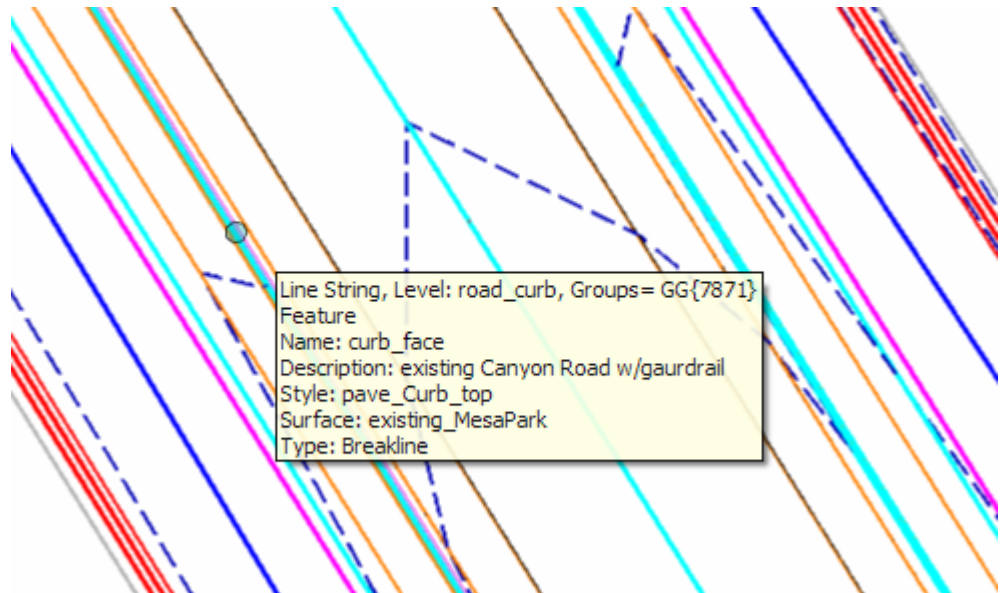 Line String, Level: road_curb, Groups= GG{7871}
Feature
Name: curb_face
Description: existing Canyon Road w/gaurdrail
Style: pave_Curb_top
Surface: existing_MesaPark
Type: Breakline